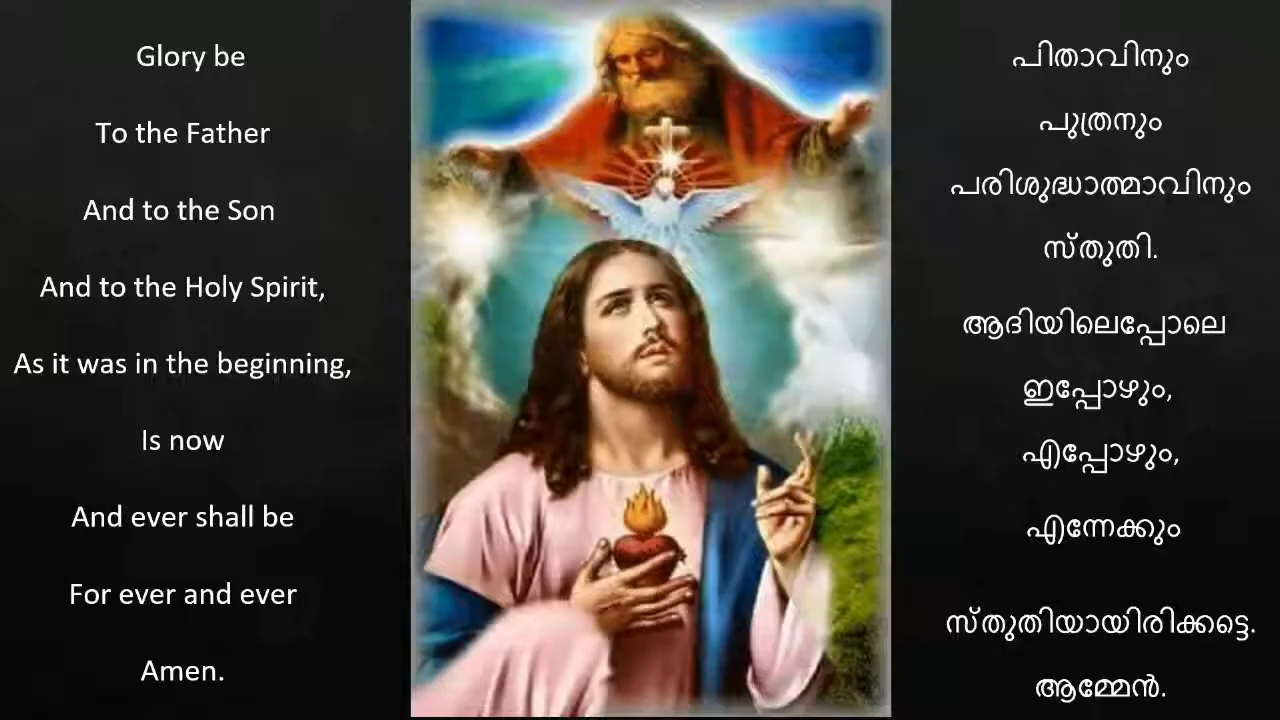 Glory be
To the Father
And to the Son
And to the Holy Spirit,
As it was in the beginning,
Is now
And ever shall be
For ever and ever
Amen.
പിതാവിനും
പുത്രനും
പരിശുദ്ധാത്മാവിനും
സ്തുതി.
ആദിയിലെപ്പോലെ
ഇപ്പോഴും,
എപ്പോഴും,
എന്നേക്കും
സ്തുതിയായിരിക്കട്ടെ.
ആമ്മേൻ.